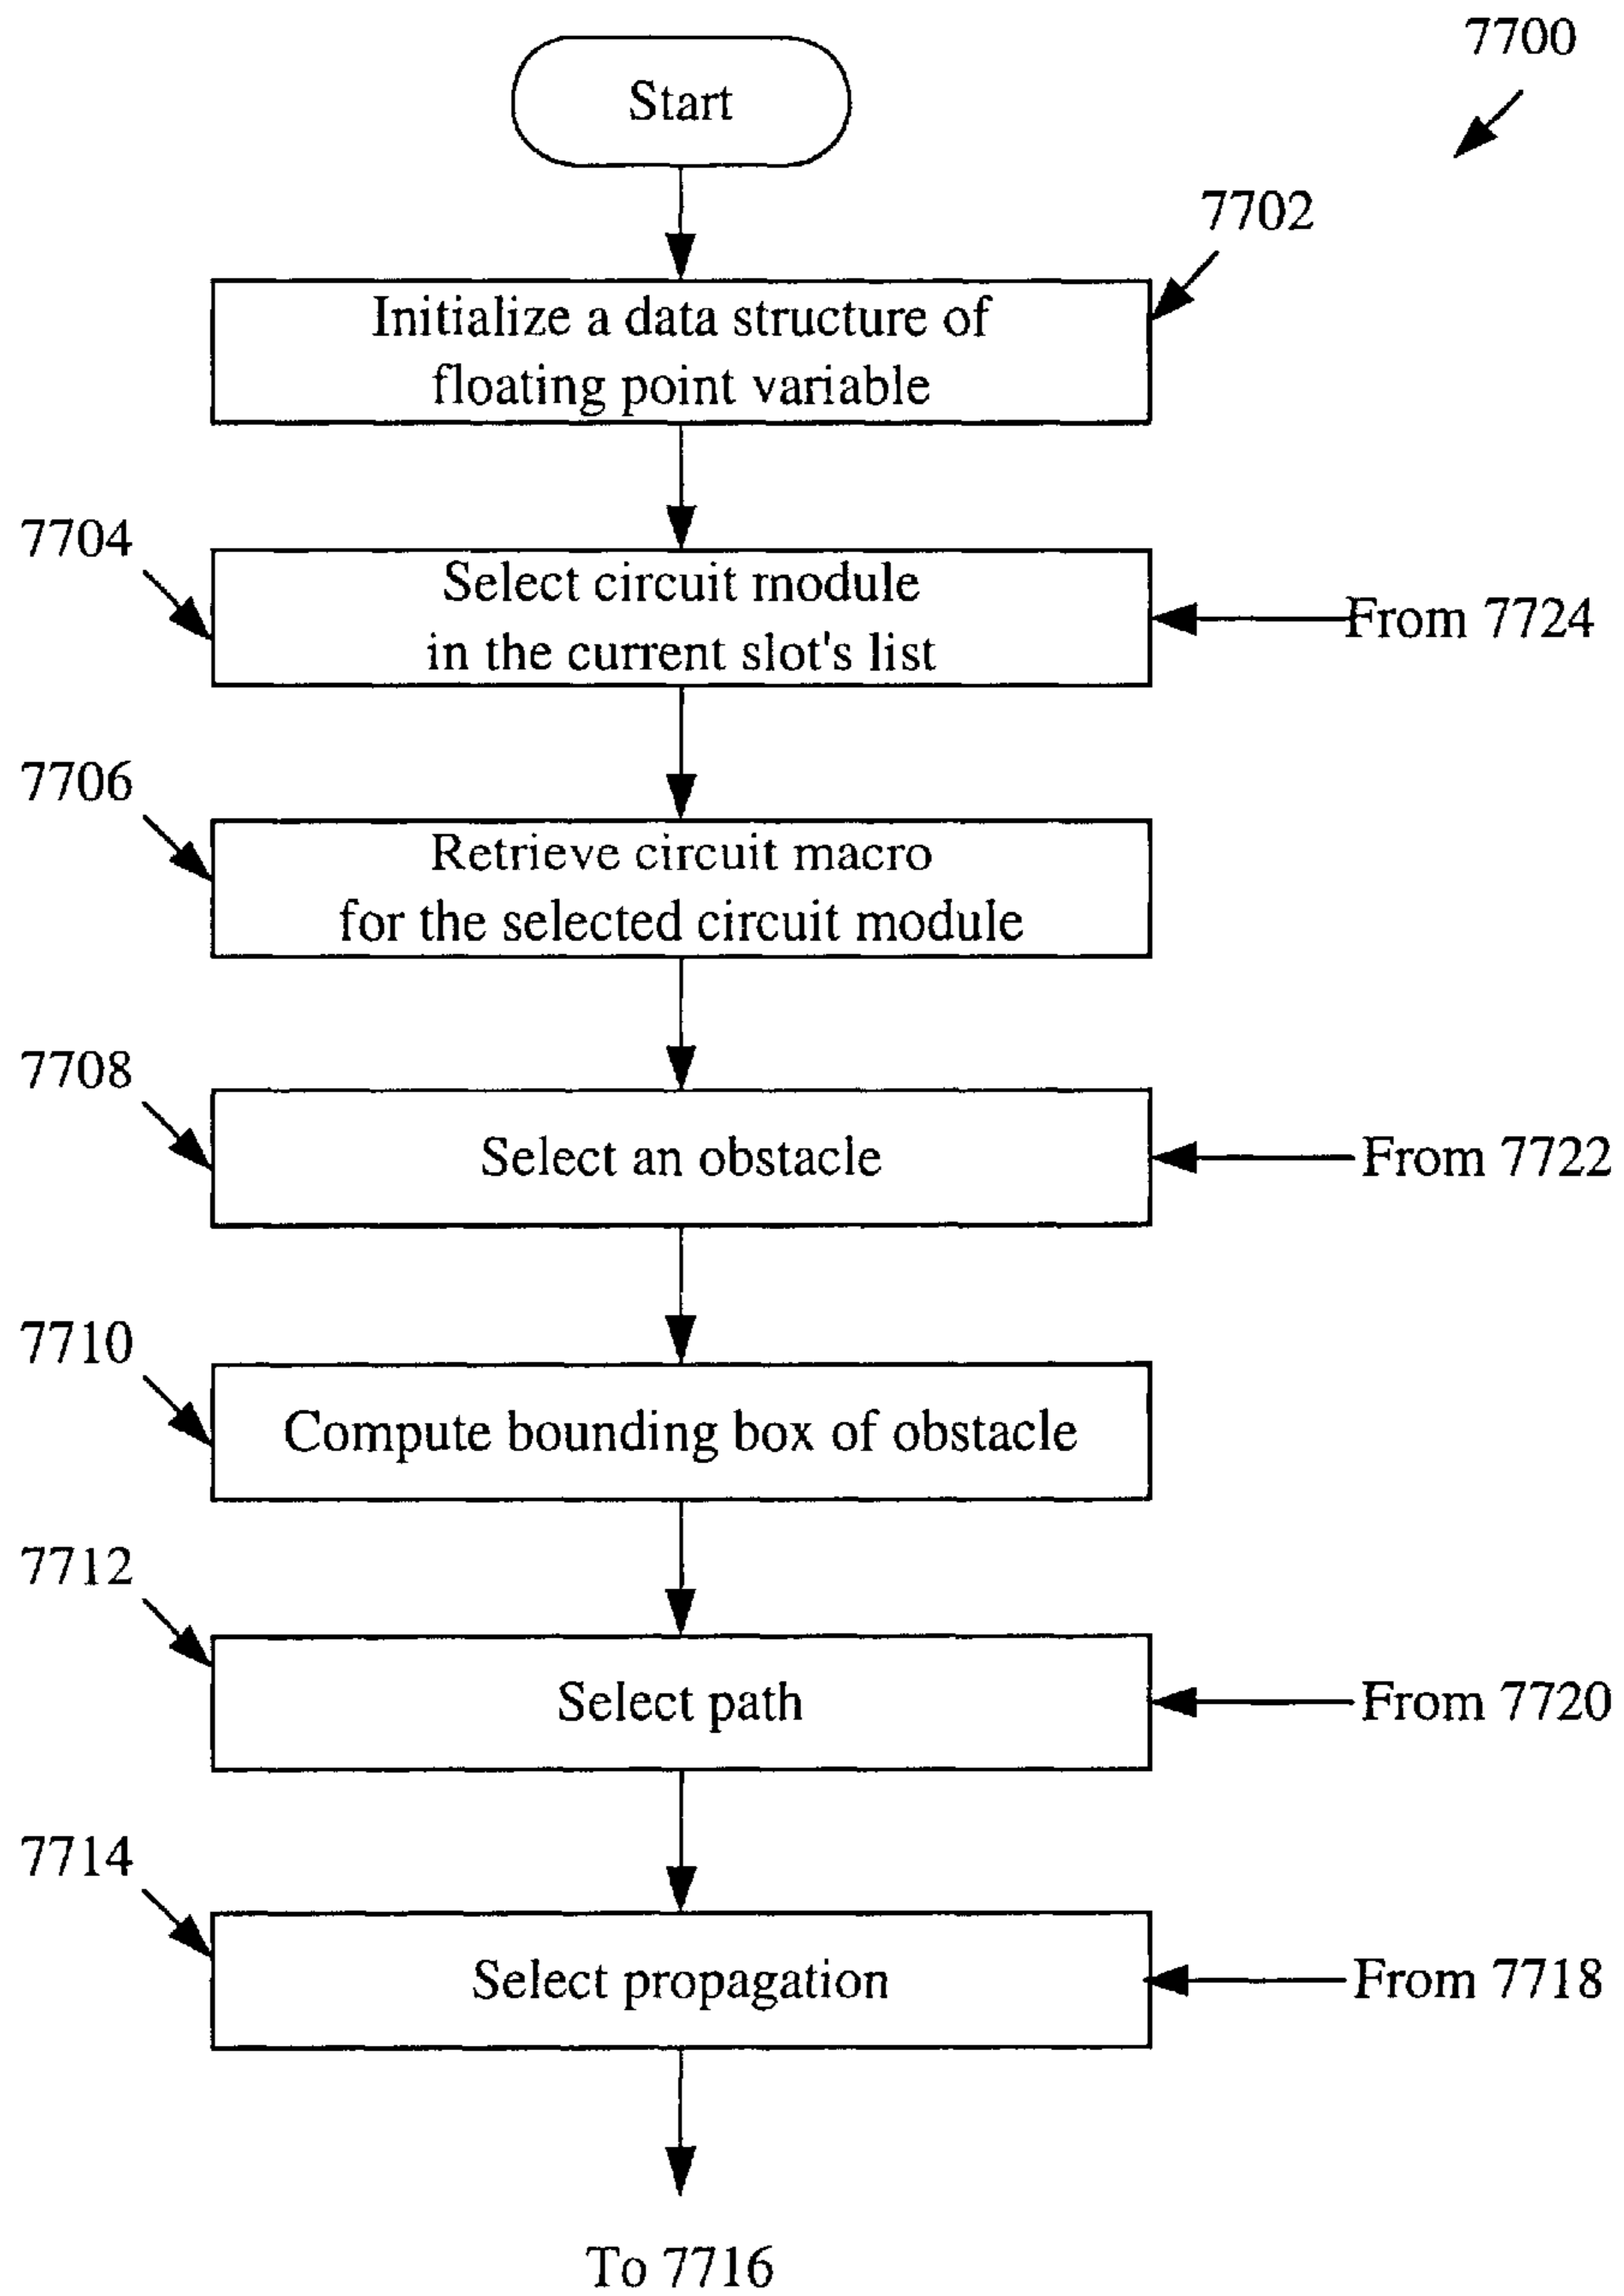 7700
Start
7702
Initialize a data structure of
floating point variable
7704
Select circuit module
in the current slot's list
From 7724
7706
Retrieve circuit macro
for the selected circuit module
7708
Select an obstacle
From 7722
7710
Compute bounding box of obstacle
7712
Select path
From 7720
7714
Select propagation
From 7718
To 7716